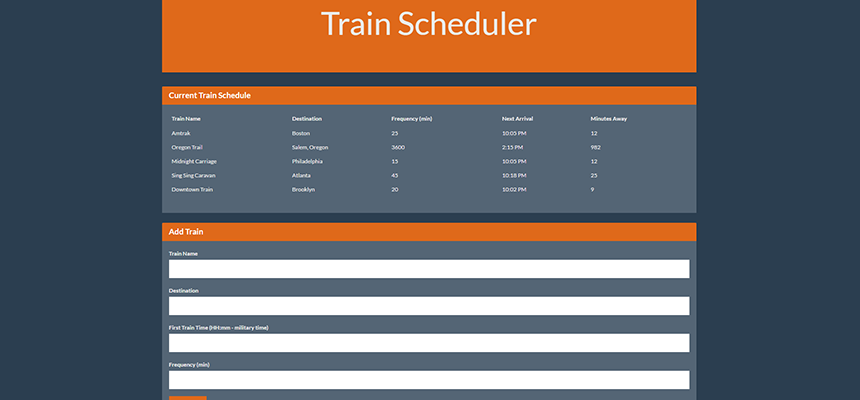 Train Scheduler
Current Train Schedule
Train Name Destination Frequency (min) Next Arrival Minutes Away
Amtrak Boston 25 10:05 PM 12
Oregon Trail Salem, Oregon 3600 2:15 PM 982
Midnight Carriage Philadelphia 15 10:05 PM 12
Sing Sing Caravan Atlanta 45 10:18 PM 25
Downtown Train Brooklyn 20 10:02 PM 9
Add Train
Train Name
Destination
First Train Time (HH:mm - military time)
Frequency (min)